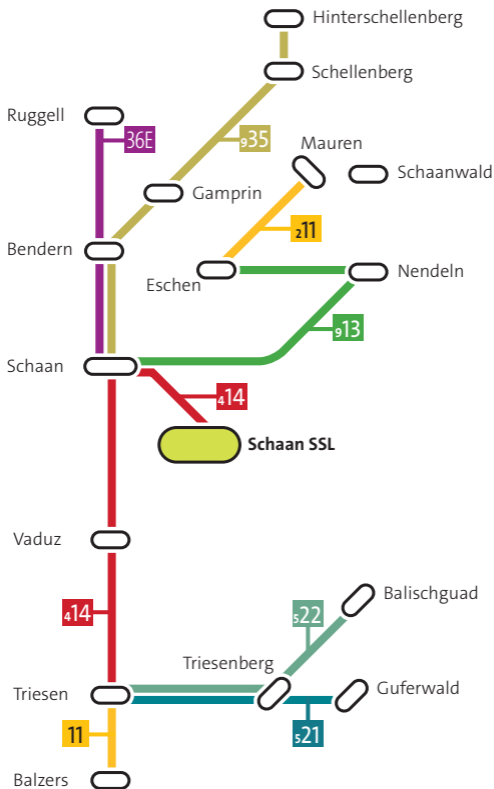 Hinterschellenberg
Schellenberg
Ruggell
36E
935
Mauren
Schaanwald
Gamprin
211
Bendern
Eschen
Nendeln
913
Schaan
414
Schaan SSL
Vaduz
Balischguad
522
414
Triesenberg
Guferwald
Triesen
521
11
Balzers